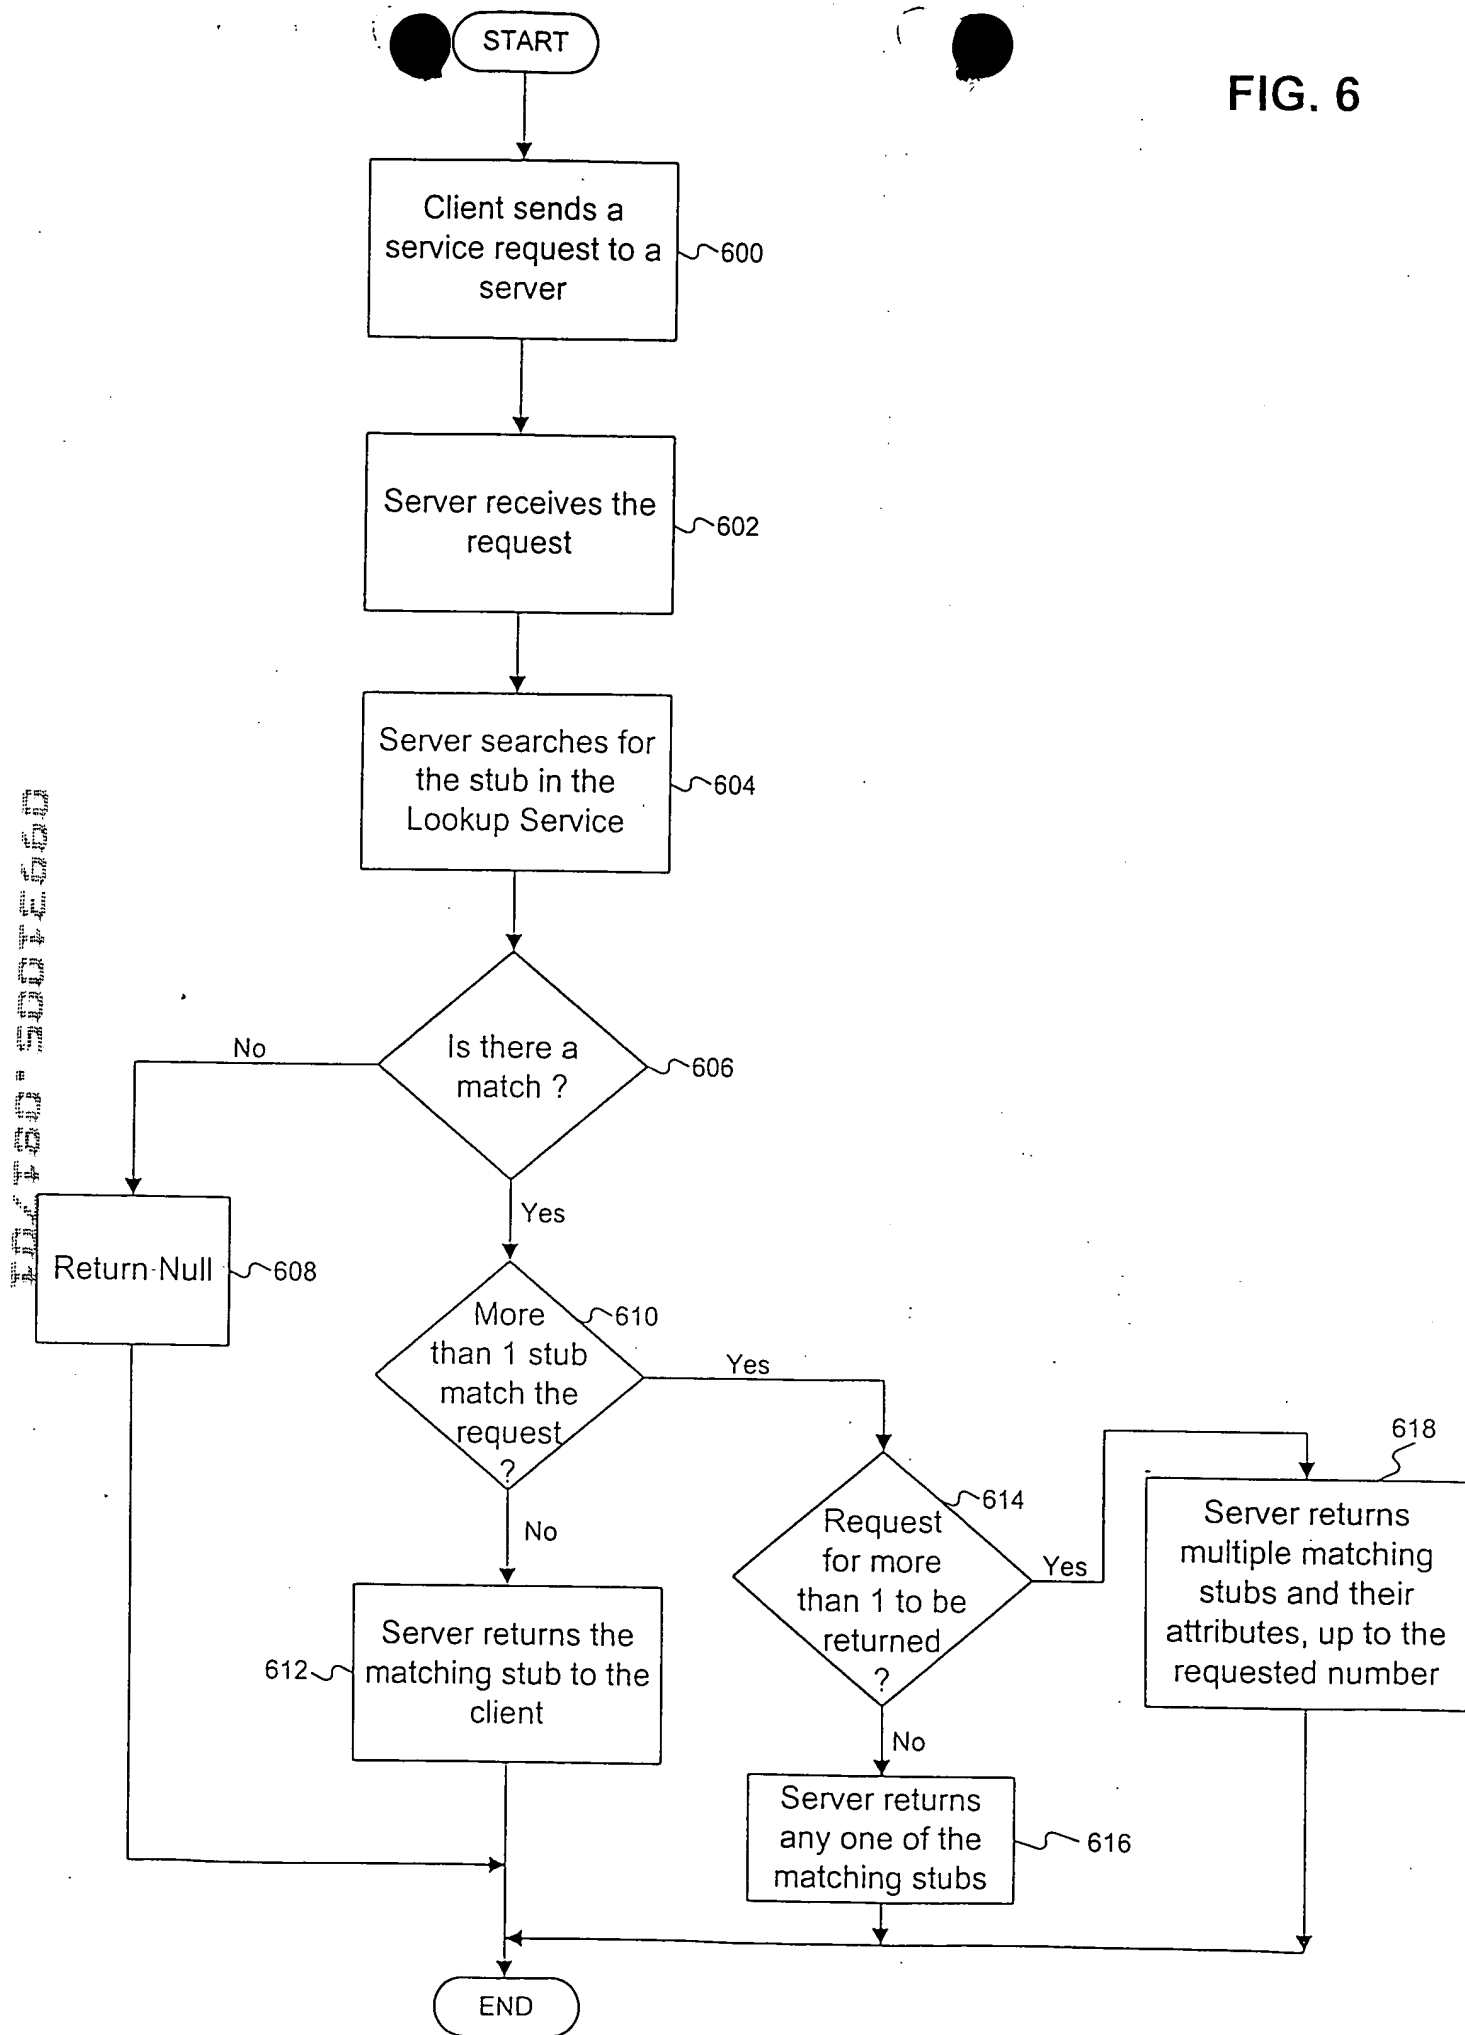 START
FIG. 6
Client sends a
service request to a
server
600
Server receives the
request
602
Server searches for
the stub in the
Lookup Service
604
Is there a
match ?
606
No
Yes
Return Null
608
More
than 1 stub
match the
request
?
610
Yes
No
Server returns the
matching stub to the
client
612
Request
for more
than 1 to be
returned
?
614
Yes
No
Server returns
multiple matching
stubs and their
attributes, up to the
requested number
618
Server returns
any one of the
matching stubs
616
END
09931005.081701